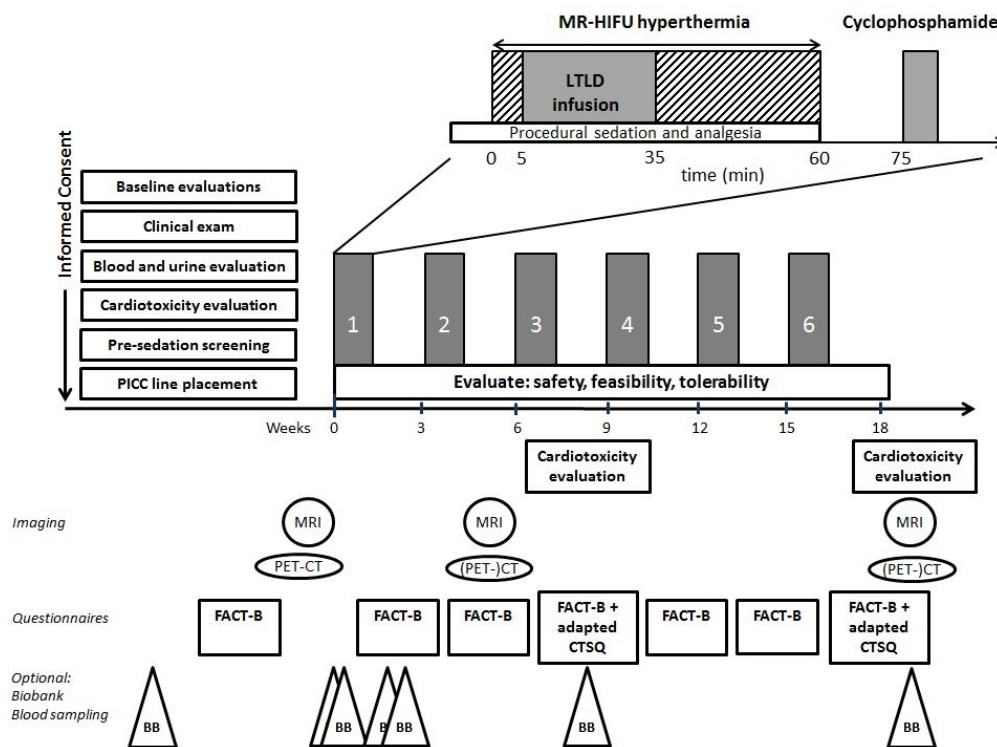 MR-HIFU hyperthermia
Cyclophosphamide
LTLD
infusion
Procedural sedation and analgesia
0 5 35 60 75
time (min)
Informed Consent
Baseline evaluations
Clinical exam
Blood and urine evaluation
Cardiotoxicity evaluation
Pre-sedation screening
PICC line placement
1 2 3 4 5 6
Evaluate: safety, feasibility, tolerability
Weeks 0 3 6 9 12 15 18
Cardiotoxicity
evaluation
Cardiotoxicity
evaluation
Imaging
MRI MRI MRI
PET-CT (PET-)CT (PET-)CT
Questionnaires
FACT-B
FACT-B
FACT-B
FACT-B +
adapted
CTSQ
FACT-B
FACT-B
FACT-B +
adapted
CTSQ
Optional:
Biobank
Blood sampling
BB BB B BB BB BB